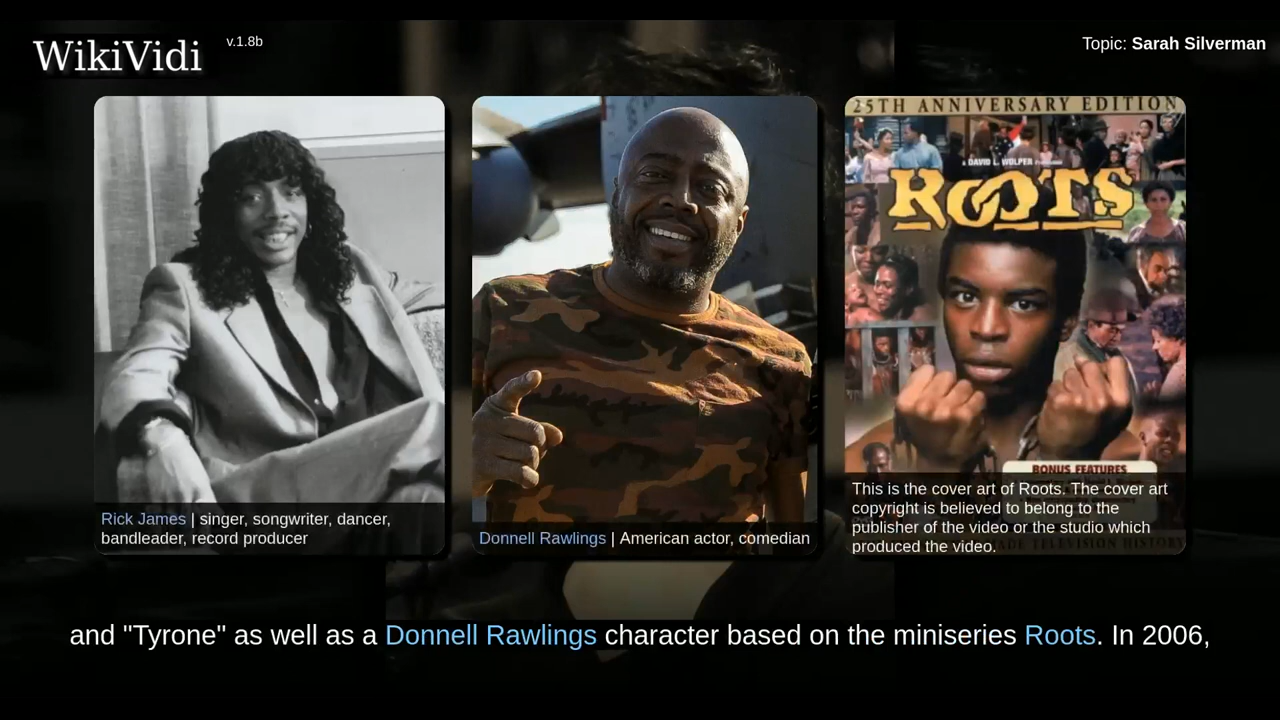 WikiVidi
v.1.8b
Topic: Sarah Silverman
25TH ANNIVERSARY EDITION
A DAVID L. WOLPER
ROOTS
BONUS FEATURES
Rick James | singer, songwriter, dancer,
bandleader, record producer
Donnell Rawlings | American actor, comedian
This is the cover art of Roots. The cover art
copyright is believed to belong to the
publisher of the video or the studio which
produced the video.
TELEVISION HISTORY
and "Tyrone" as well as a Donnell Rawlings character based on the miniseries Roots. In 2006,